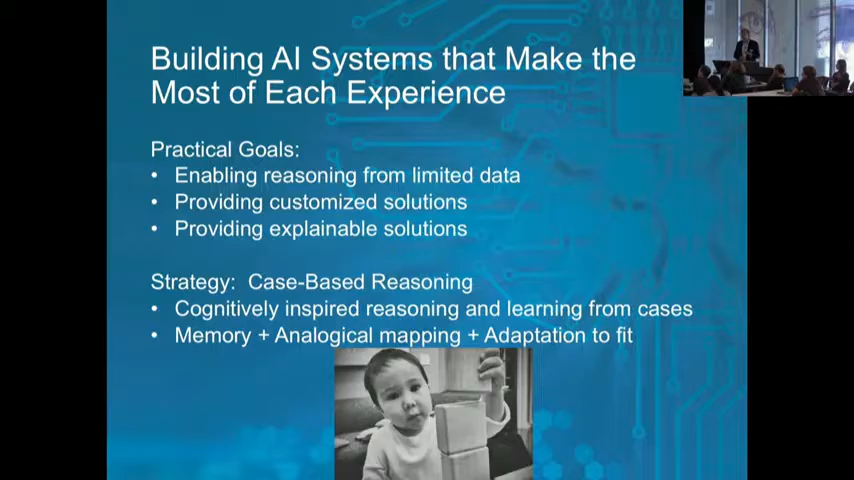 Building AI Systems that Make the
Most of Each Experience
Practical Goals:
• Enabling reasoning from limited data
• Providing customized solutions
• Providing explainable solutions
Strategy: Case-Based Reasoning
• Cognitively inspired reasoning and learning from cases
• Memory + Analogical mapping + Adaptation to fit